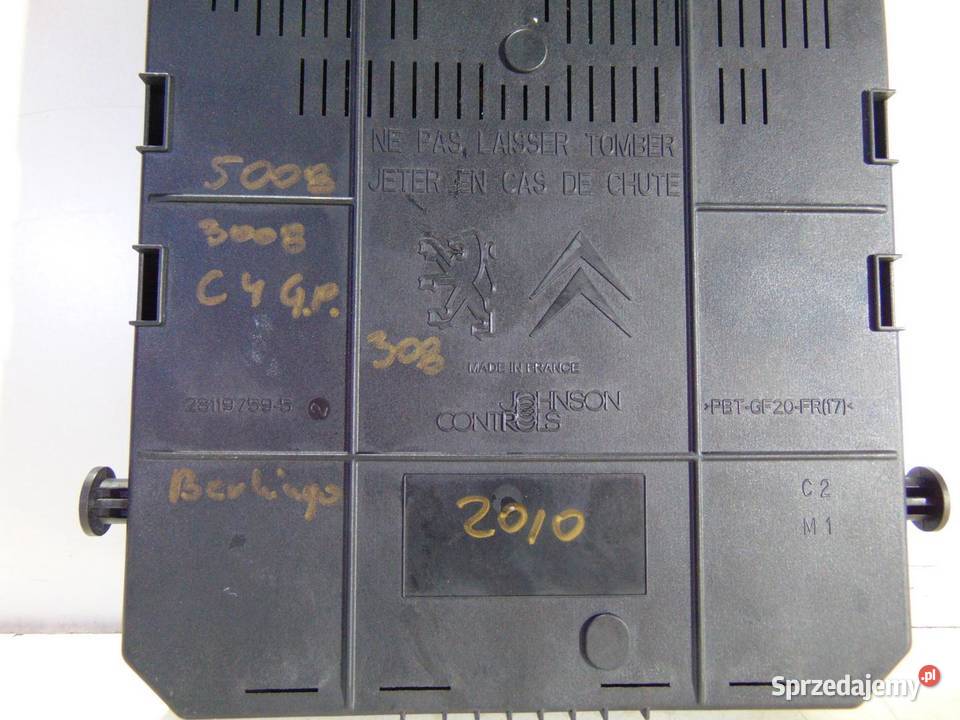 NE PAS LAISSER TOMBER
JETER EN CAS DE CHUTE
5008
3008
C4 G.P.
308
MADE IN FRANCE
28119759-5 2
JOHNSON
CONTROLS
>PBT-GF20-FR(17)<
Berlingo
2010
C2
M1
Sprzedajemy.pl